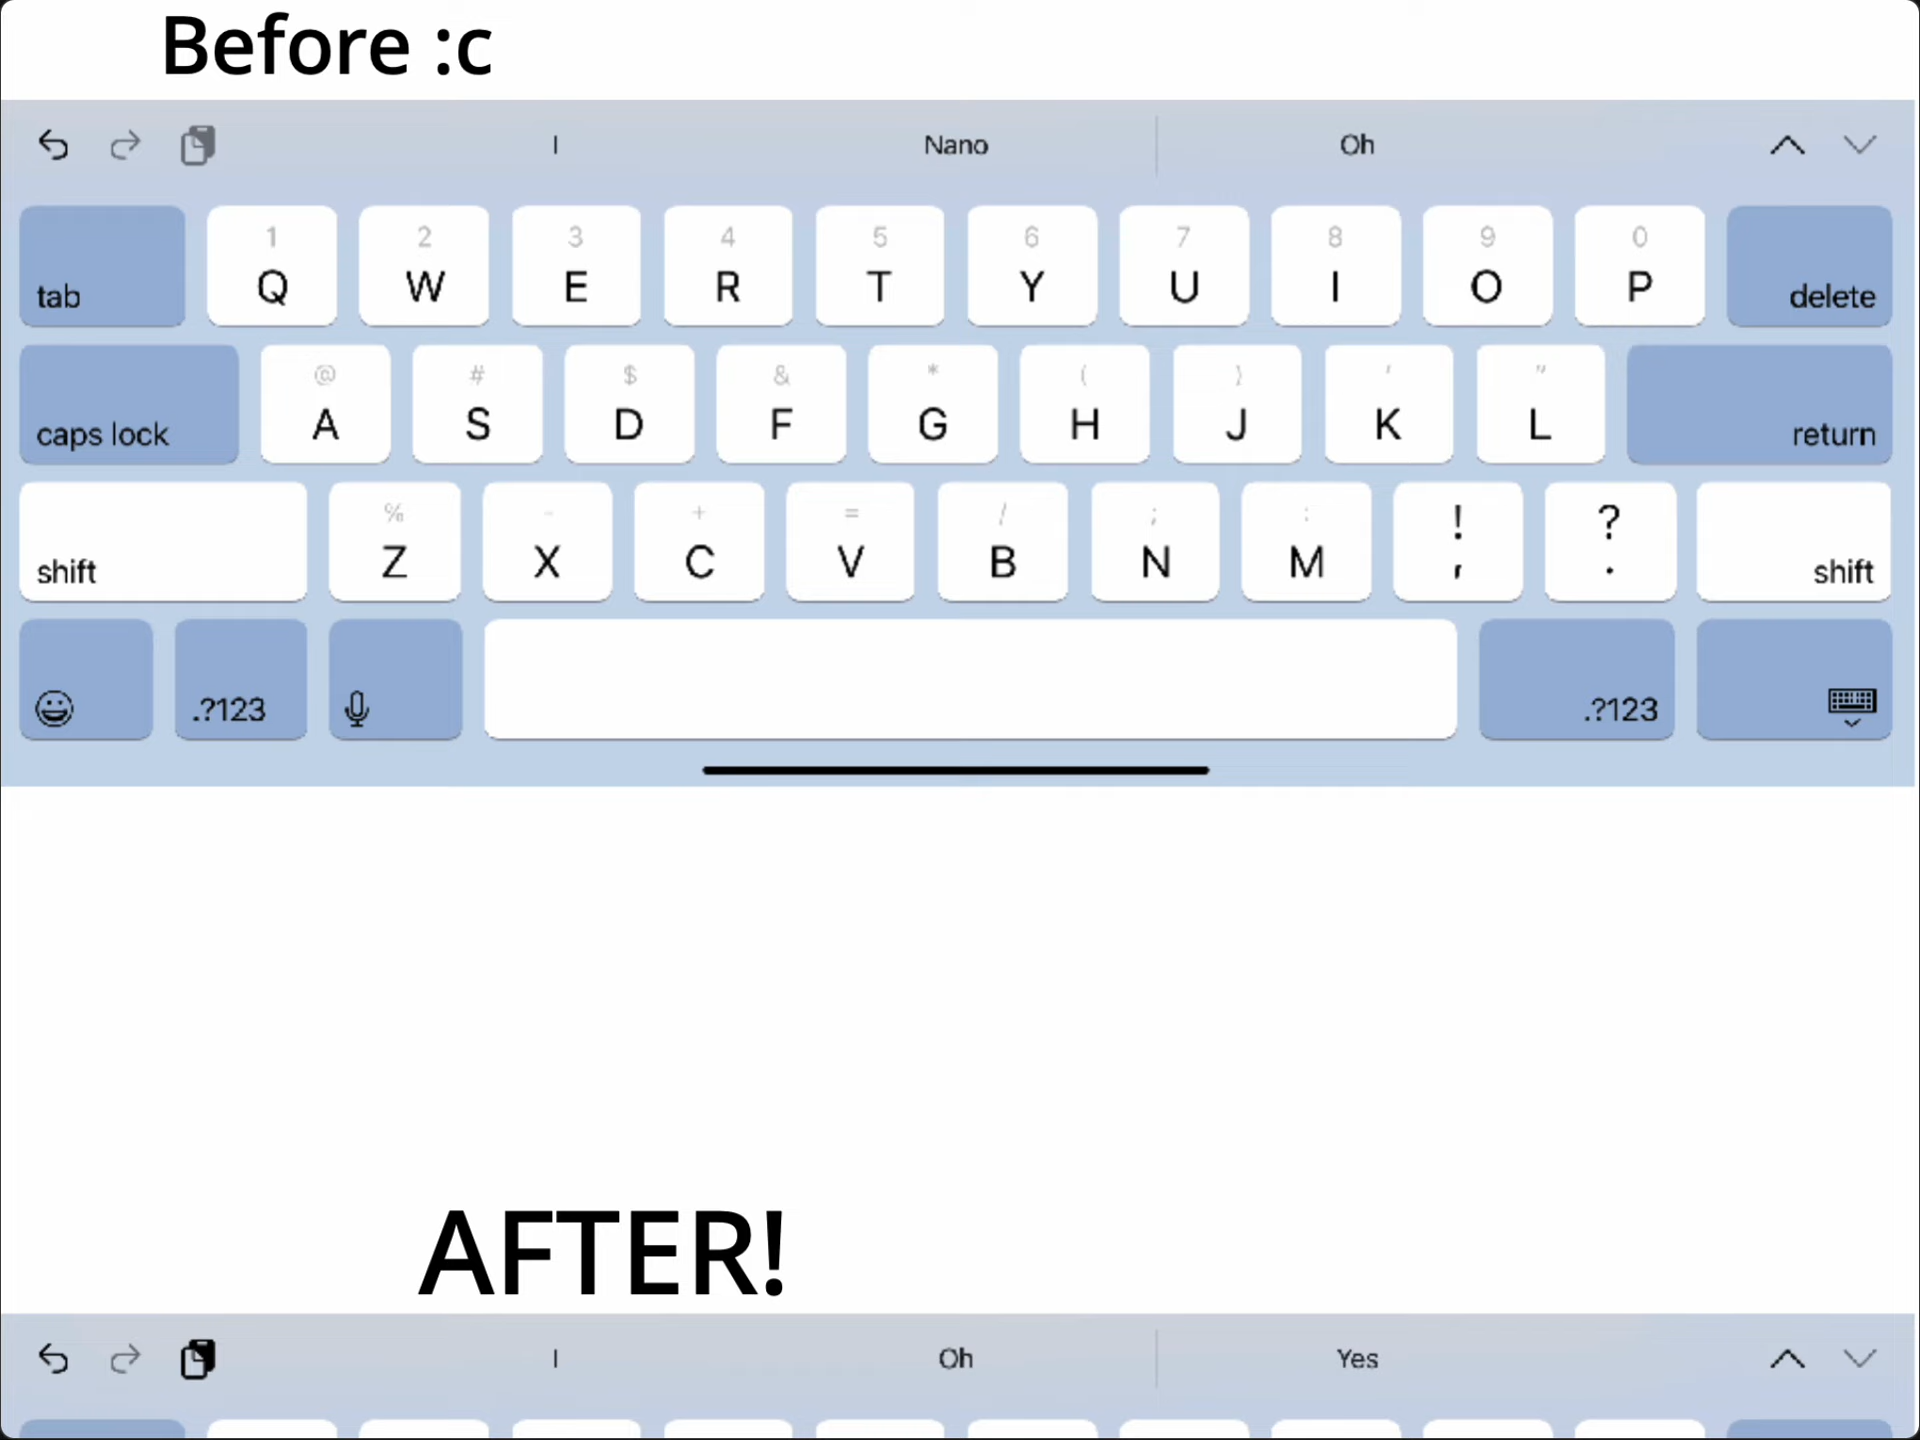 Before :c
I Nano Oh
1 2 3 4 5 6 7 8 9 0
tab Q W E R T Y U I O P delete
@ # $ & * ( ) ' "
caps lock A S D F G H J K L return
% - + = / ; : ! ?
shift Z X C V B N M , . shift
.?123 .?123
AFTER!
I Oh Yes